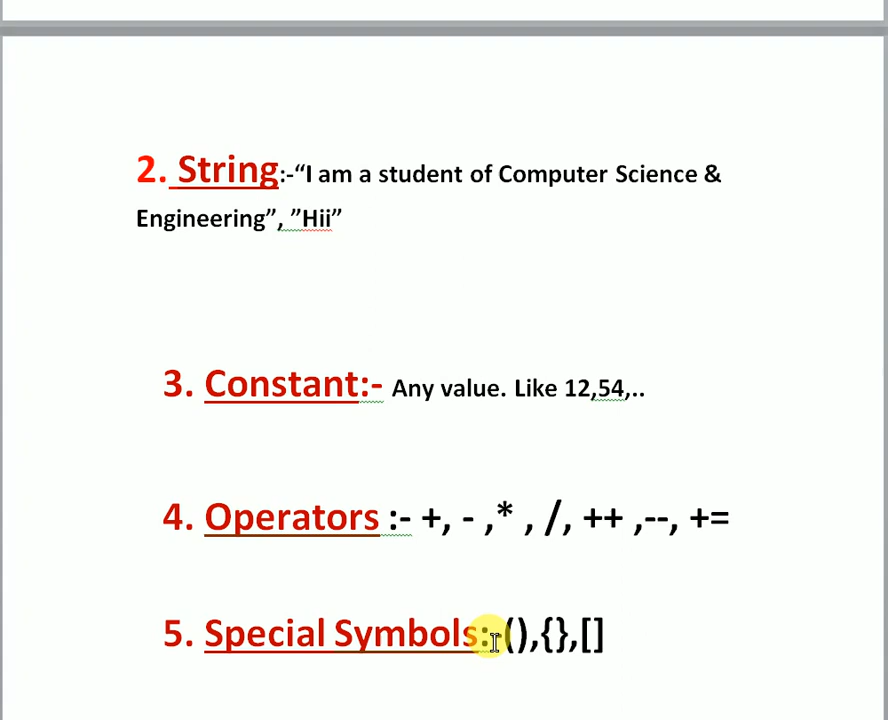 2. String:-“I am a student of Computer Science &
Engineering”, ”Hii”
3. Constant:- Any value. Like 12,54,..
4. Operators :- +, - ,* , /, ++ ,--, +=
5. Special Symbols:-(),{},[]